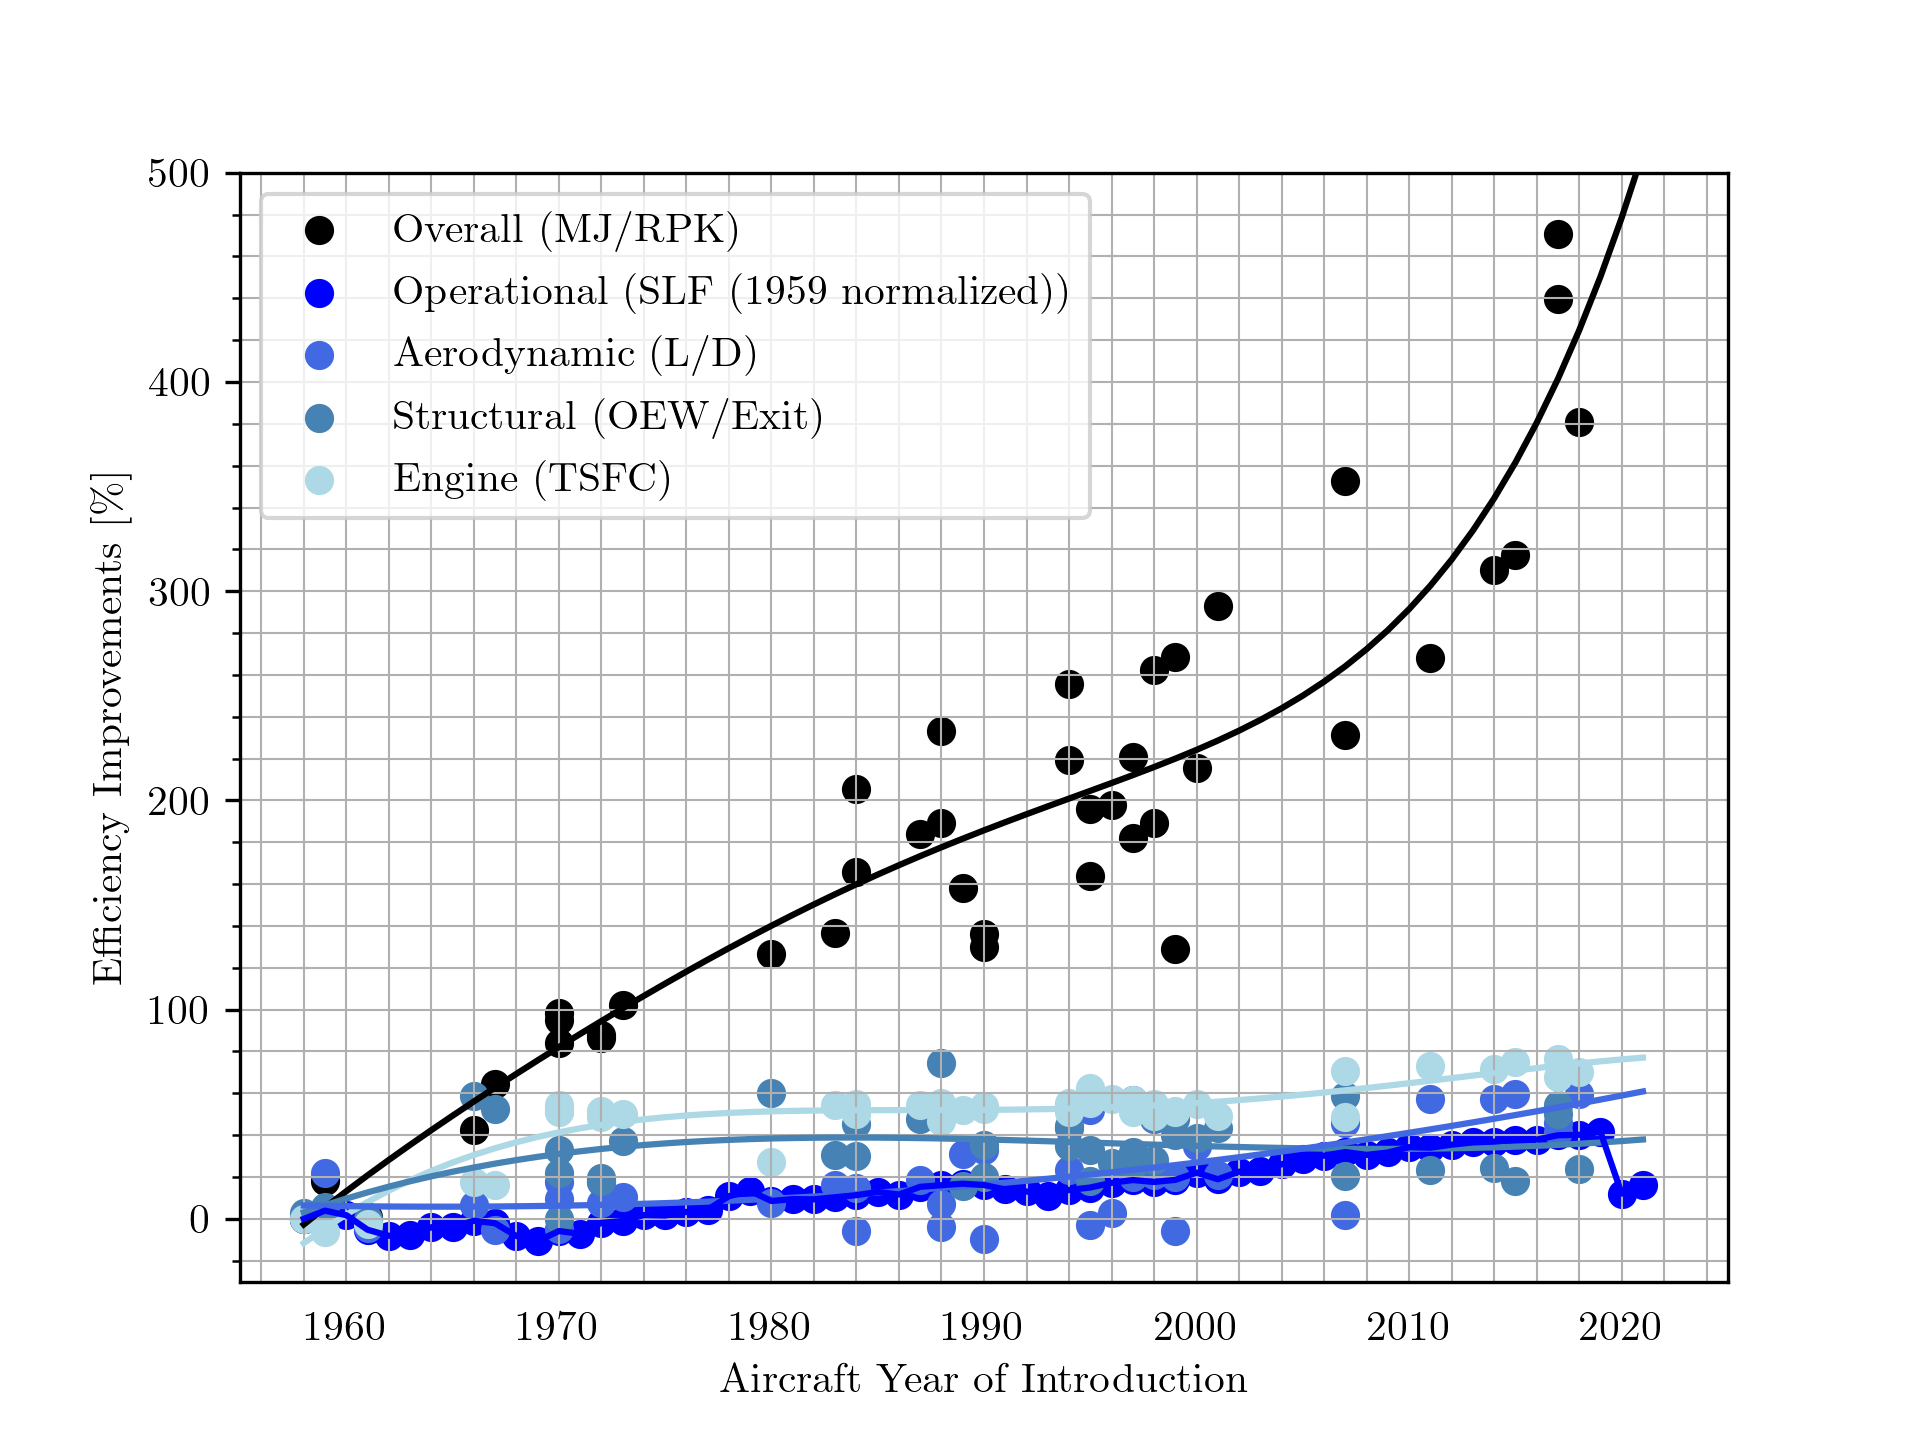 500
400
300
200
100
0
Efficiency Improvements [%]
Overall (MJ/RPK)
Operational (SLF (1959 normalized))
Aerodynamic (L/D)
Structural (OEW/Exit)
Engine (TSFC)
1960 1970 1980 1990 2000 2010 2020
Aircraft Year of Introduction